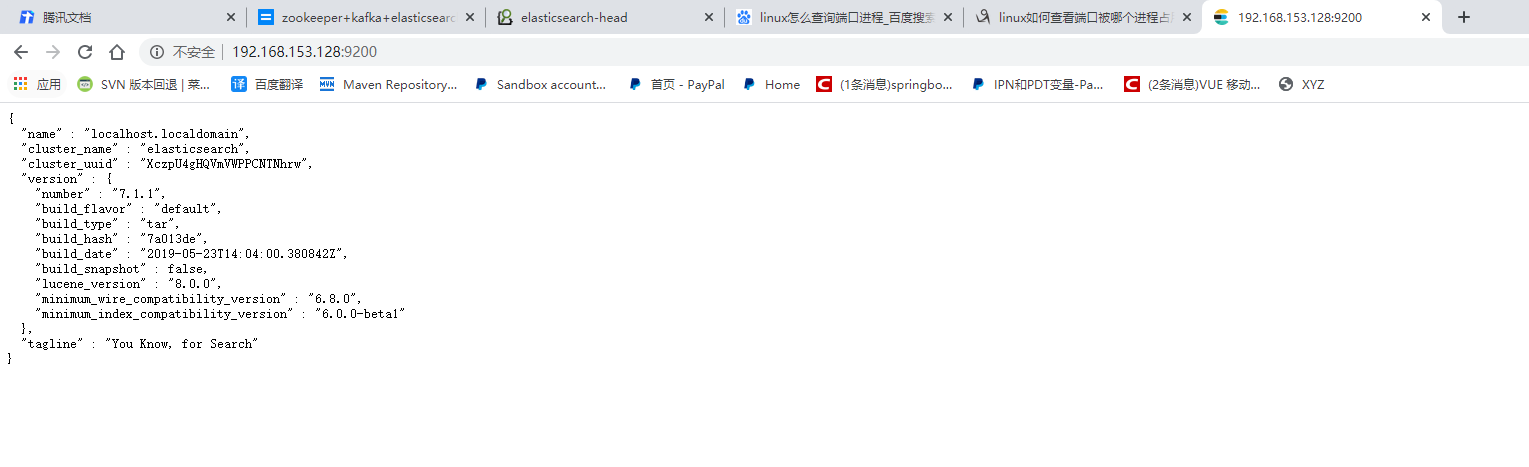 腾讯文档
zookeeper+kafka+elasticsearc
elasticsearch-head
linux怎么查询端口进程_百度搜索
linux如何查看端口被哪个进程占
192.168.153.128:9200
不安全 192.168.153.128:9200
应用 SVN 版本回退 | 菜... 百度翻译 Maven Repository... Sandbox account... 首页 - PayPal Home (1条消息)springbo... IPN和PDT变量-Pa... (2条消息)VUE 移动... XYZ
{
"name" : "localhost.localdomain",
"cluster_name" : "elasticsearch",
"cluster_uuid" : "XczpU4gHQVmVWPPCNTNhrw",
"version" : {
"number" : "7.1.1",
"build_flavor" : "default",
"build_type" : "tar",
"build_hash" : "7a013de",
"build_date" : "2019-05-23T14:04:00.380842Z",
"build_snapshot" : false,
"lucene_version" : "8.0.0",
"minimum_wire_compatibility_version" : "6.8.0",
"minimum_index_compatibility_version" : "6.0.0-beta1"
},
"tagline" : "You Know, for Search"
}